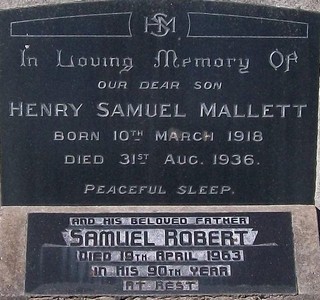 HSM
In Loving Memory Of
OUR DEAR SON
HENRY SAMUEL MALLETT
BORN 10TH MARCH 1918
DIED 31ST AUG. 1936.
PEACEFUL SLEEP.
AND HIS BELOVED FATHER
SAMUEL ROBERT
DIED 19TH APRIL 1963
IN HIS 90TH YEAR
AT REST